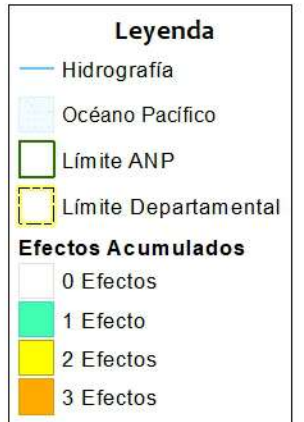 Leyenda
Hidrografía
Océano Pacífico
Límite ANP
Límite Departamental
Efectos Acumulados
0 Efectos
1 Efecto
2 Efectos
3 Efectos